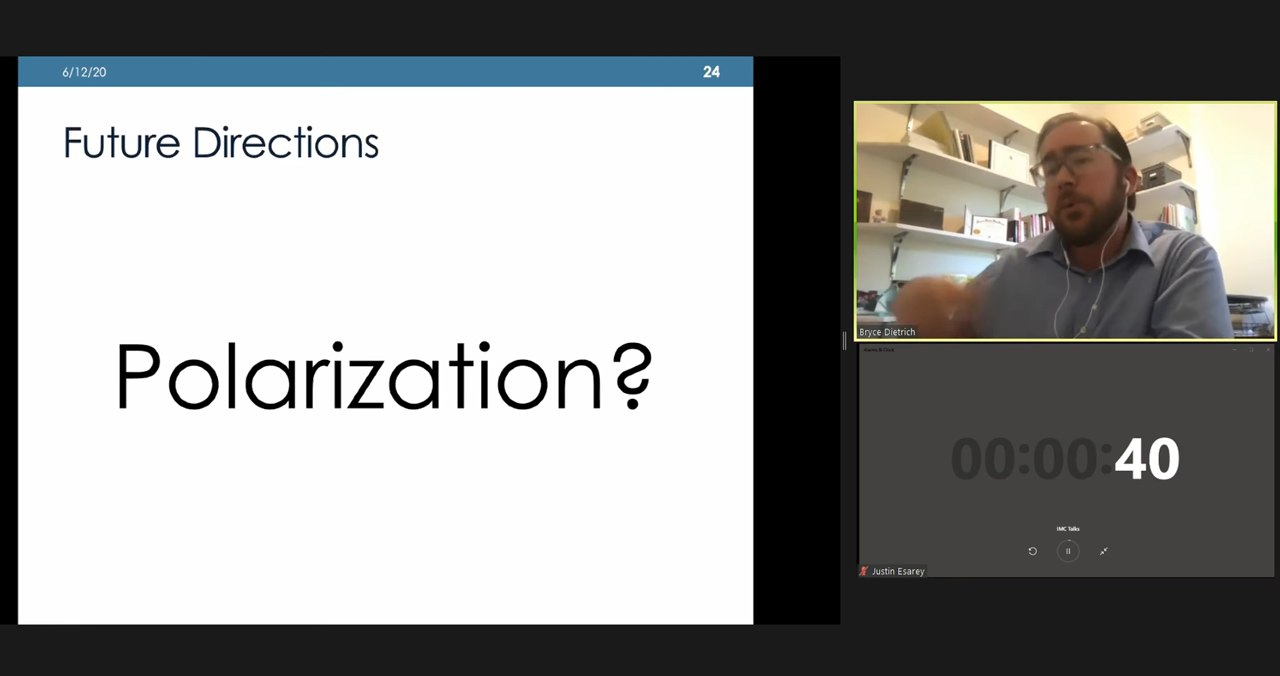 6/12/20
24
Future Directions
Polarization?
Bryce Dietrich
00:00:40
IMC Talks
Justin Esarey